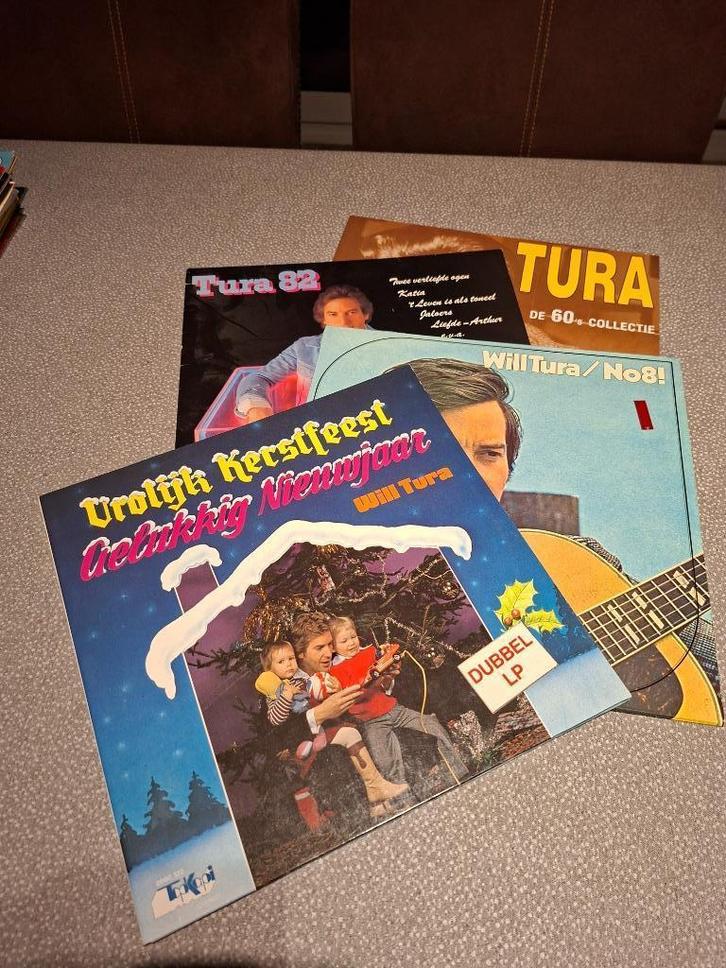 TURA
DE 60's COLLECTIE
Tura 82
Twee verliefde ogen
Katia
't Leven is als toneel
Jaloers
Liefde - Arthur
e.v.a.
Will Tura / No8!
Vrolijk Kerstfeest
Gelukkig Nieuwjaar
Will Tura
DUBBEL
LP
TopKapi